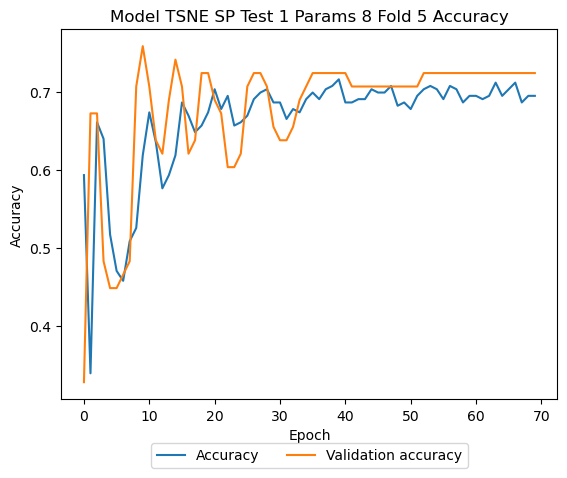 Model TSNE SP Test 1 Params 8 Fold 5 Accuracy
0.7
0.6
0.5
0.4
Accuracy
0 10 20 30 40 50 60 70
Epoch
Accuracy Validation accuracy